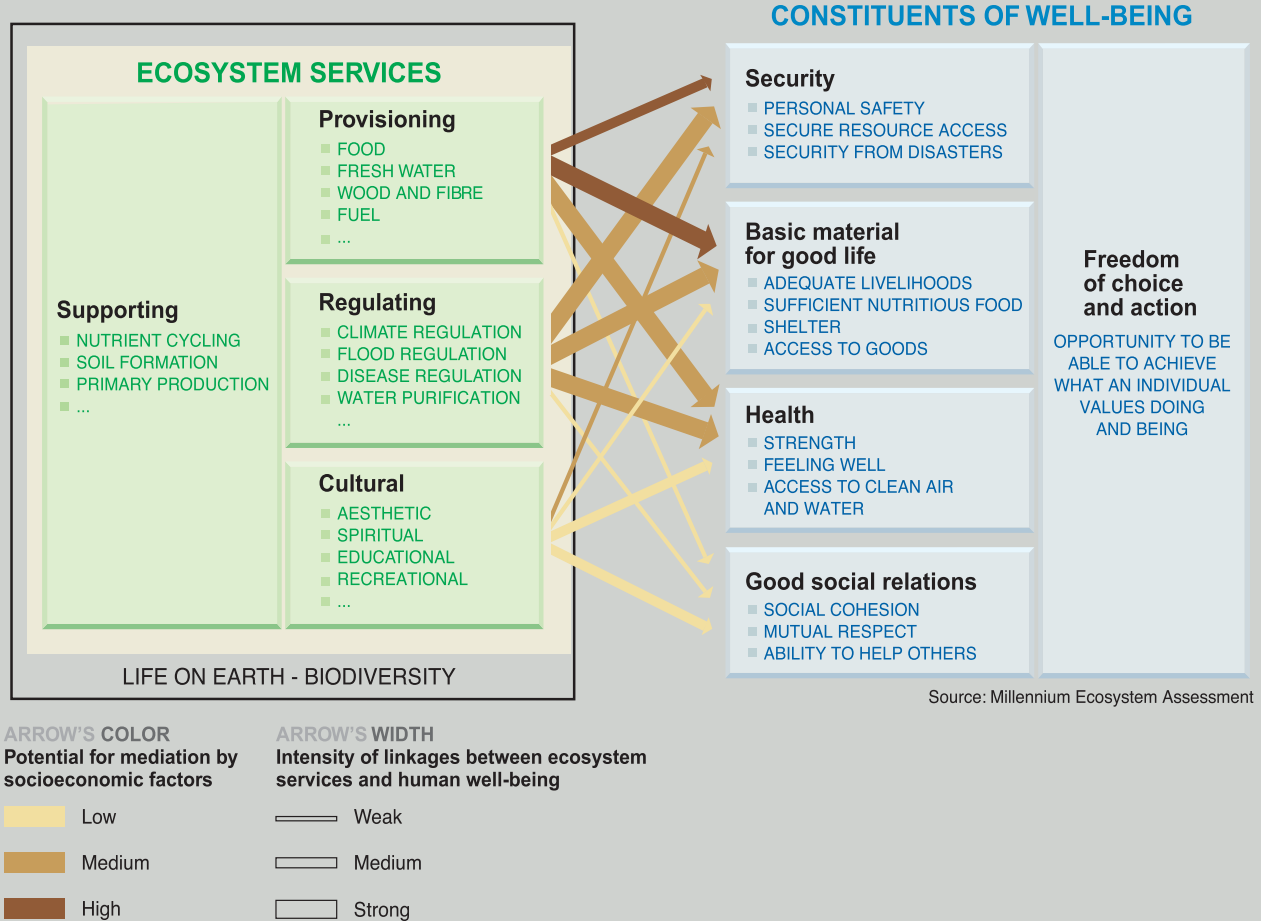 CONSTITUENTS OF WELL-BEING
ECOSYSTEM SERVICES
Supporting
NUTRIENT CYCLING
SOIL FORMATION
PRIMARY PRODUCTION
...
Provisioning
FOOD
FRESH WATER
WOOD AND FIBRE
FUEL
...
Regulating
CLIMATE REGULATION
FLOOD REGULATION
DISEASE REGULATION
WATER PURIFICATION
...
Cultural
AESTHETIC
SPIRITUAL
EDUCATIONAL
RECREATIONAL
...
LIFE ON EARTH - BIODIVERSITY
Security
PERSONAL SAFETY
SECURE RESOURCE ACCESS
SECURITY FROM DISASTERS
Basic material
for good life
ADEQUATE LIVELIHOODS
SUFFICIENT NUTRITIOUS FOOD
SHELTER
ACCESS TO GOODS
Health
STRENGTH
FEELING WELL
ACCESS TO CLEAN AIR
AND WATER
Good social relations
SOCIAL COHESION
MUTUAL RESPECT
ABILITY TO HELP OTHERS
Freedom
of choice
and action
OPPORTUNITY TO BE
ABLE TO ACHIEVE
WHAT AN INDIVIDUAL
VALUES DOING
AND BEING
Source: Millennium Ecosystem Assessment
ARROW'S COLOR
Potential for mediation by
socioeconomic factors
Low
Medium
High
ARROW'S WIDTH
Intensity of linkages between ecosystem
services and human well-being
Weak
Medium
Strong